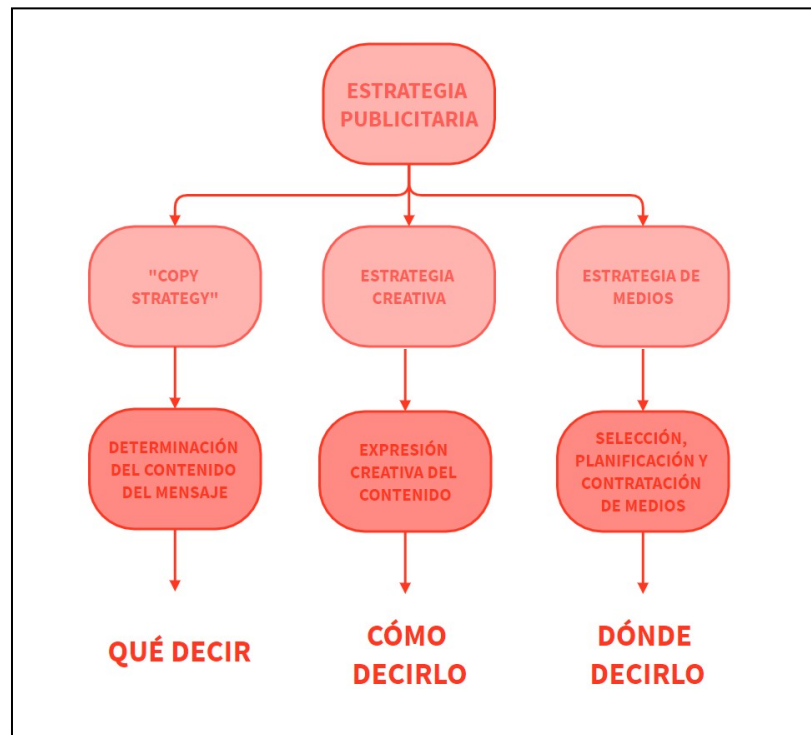 ESTRATEGIA
PUBLICITARIA
"COPY
STRATEGY"
ESTRATEGIA
CREATIVA
ESTRATEGIA DE
MEDIOS
DETERMINACIÓN
DEL CONTENIDO
DEL MENSAJE
EXPRESIÓN
CREATIVA DEL
CONTENIDO
SELECCIÓN,
PLANIFICACIÓN Y
CONTRATACIÓN
DE MEDIOS
QUÉ DECIR
CÓMO
DECIRLO
DÓNDE
DECIRLO